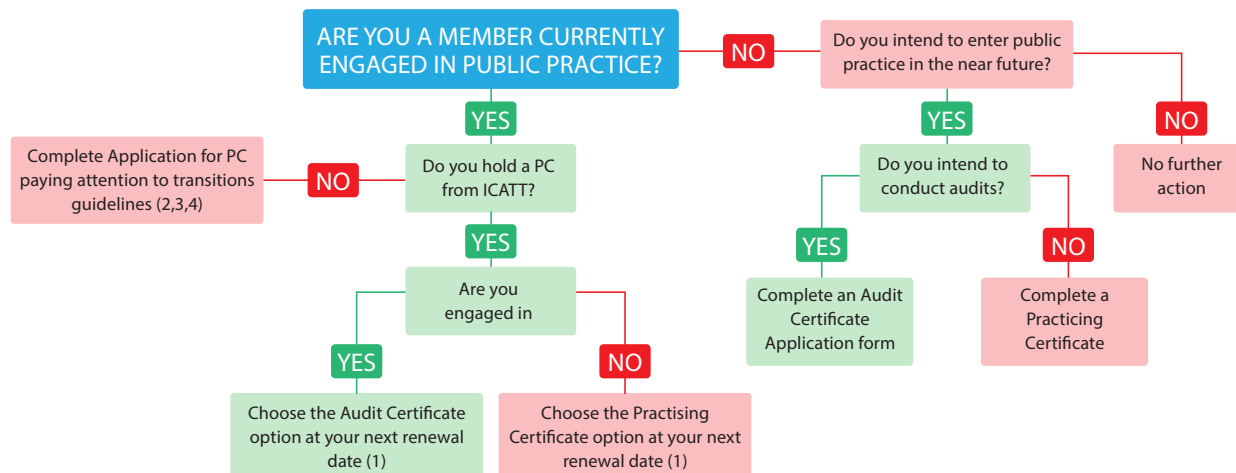 ARE YOU A MEMBER CURRENTLY
ENGAGED IN PUBLIC PRACTICE?
NO
Do you intend to enter public
practice in the near future?
YES
YES
NO
Complete Application for PC
paying attention to transitions
guidelines (2,3,4)
NO
Do you hold a PC
from ICATT?
Do you intend to
conduct audits?
No further
action
YES
YES
NO
Are you
engaged in
Complete an Audit
Certificate
Application form
Complete a
Practicing
Certificate
YES
NO
Choose the Audit Certificate
option at your next renewal
date (1)
Choose the Practising
Certificate option at your next
renewal date (1)